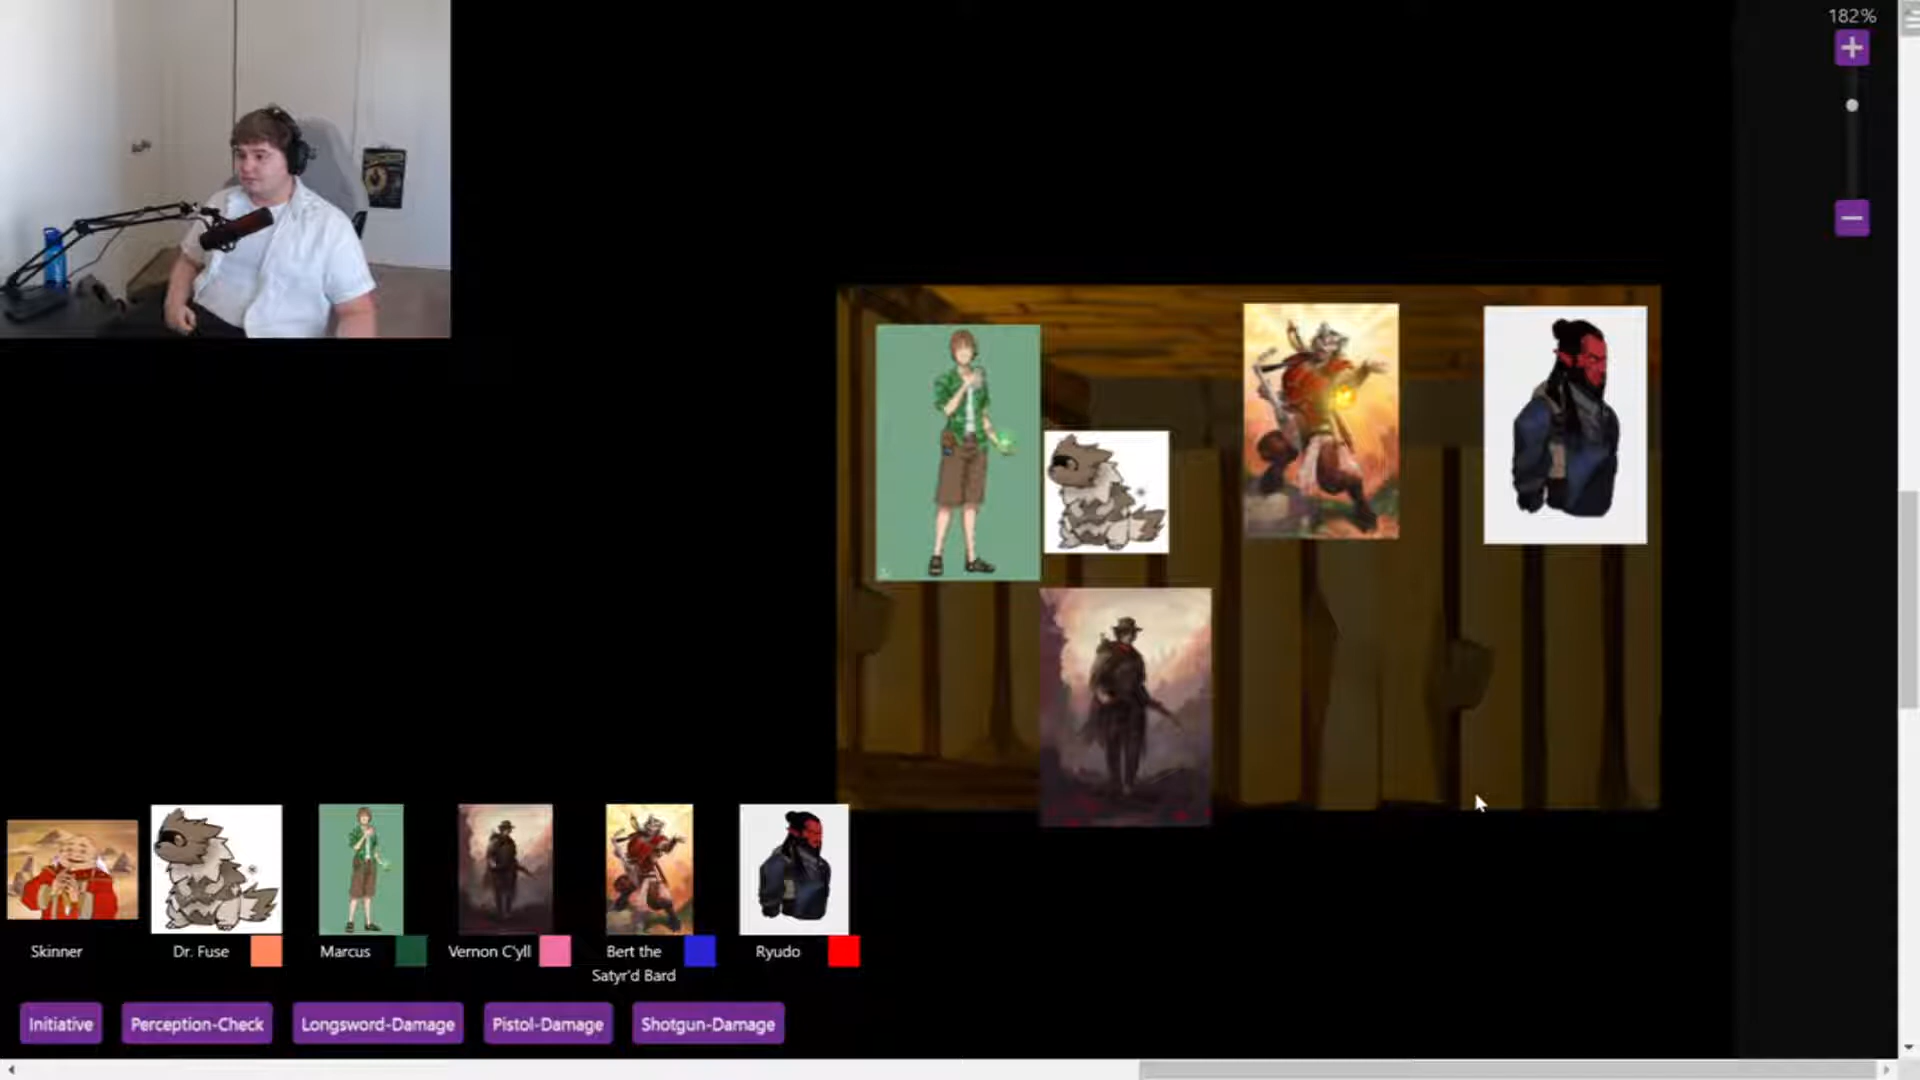 182%
Skinner
Dr. Fuse
Marcus
Vernon C'yll
Bert the
Satyr'd Bard
Ryudo
Initiative
Perception-Check
Longsword-Damage
Pistol-Damage
Shotgun-Damage